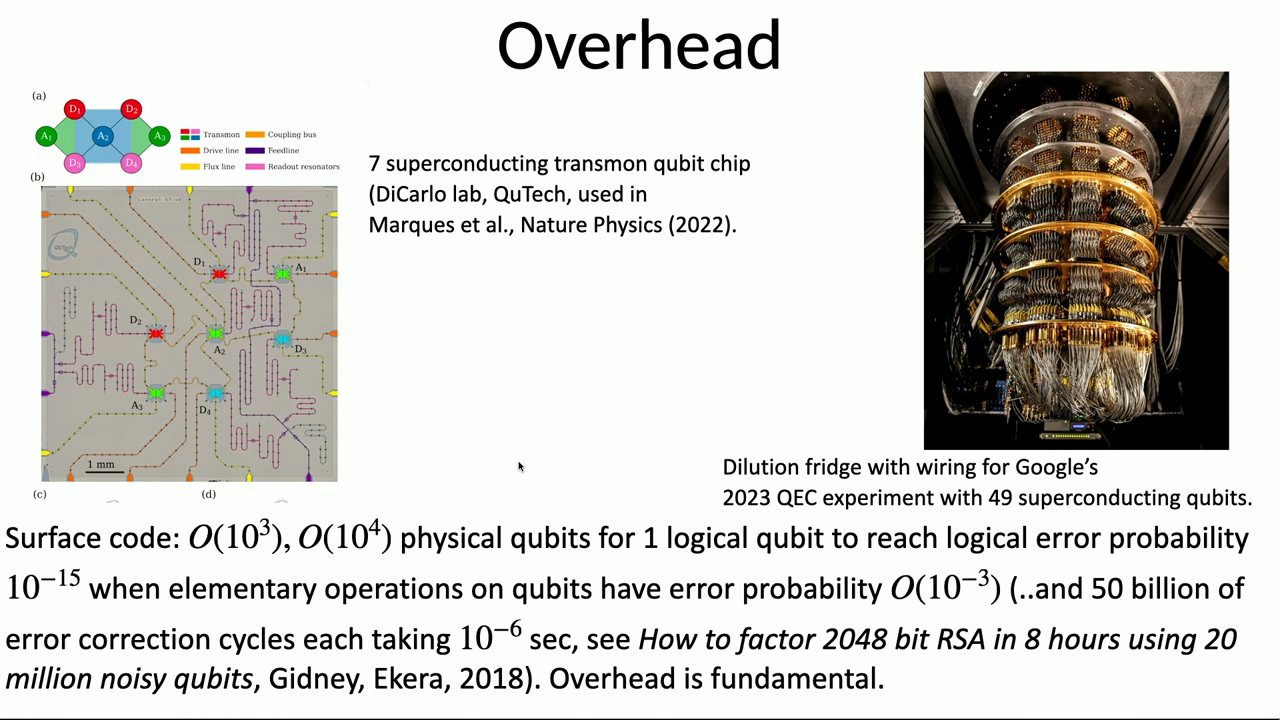 Overhead
(a)
D1
D2
A1
A2
A3
D3
D4
Transmon
Coupling bus
Drive line
Feedline
Flux line
Readout resonators
(b)
QuTech
D1
A1
D2
A2
D3
A3
D4
1 mm
(c)
(d)
7 superconducting transmon qubit chip
(DiCarlo lab, QuTech, used in
Marques et al., Nature Physics (2022).
Dilution fridge with wiring for Google’s
2023 QEC experiment with 49 superconducting qubits.
Surface code: O(10³), O(10⁴) physical qubits for 1 logical qubit to reach logical error probability
10⁻¹⁵ when elementary operations on qubits have error probability O(10⁻³) (..and 50 billion of
error correction cycles each taking 10⁻⁶ sec, see How to factor 2048 bit RSA in 8 hours using 20
million noisy qubits, Gidney, Ekera, 2018). Overhead is fundamental.